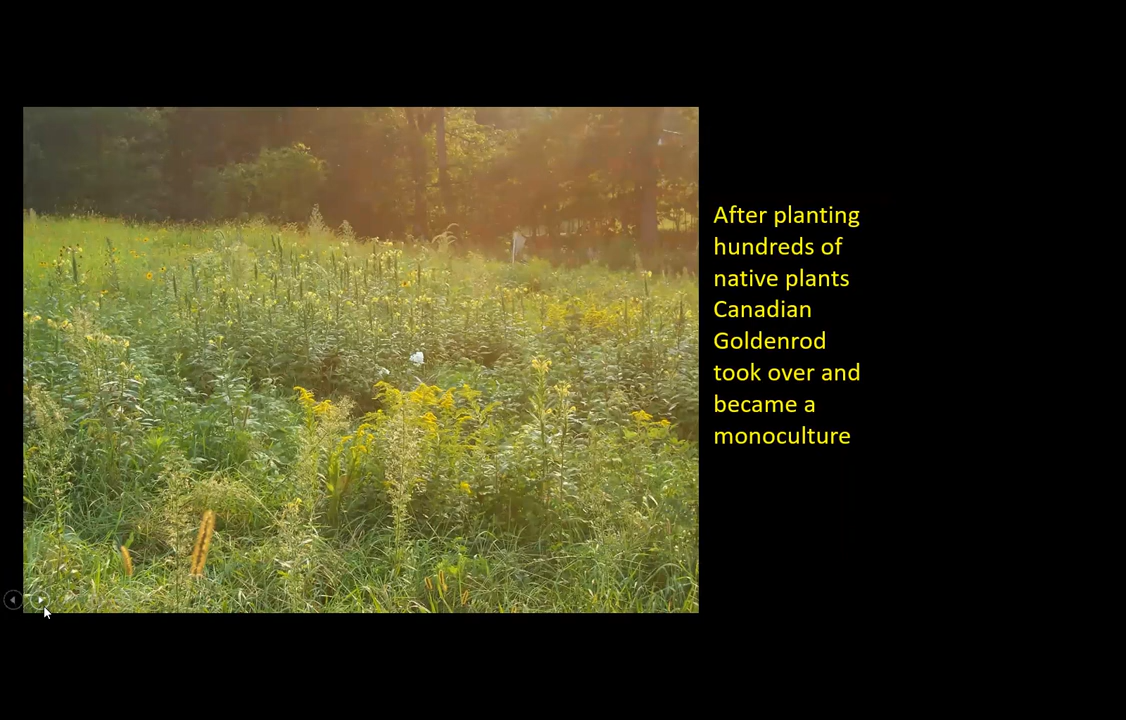 After planting
hundreds of
native plants
Canadian
Goldenrod
took over and
became a
monoculture